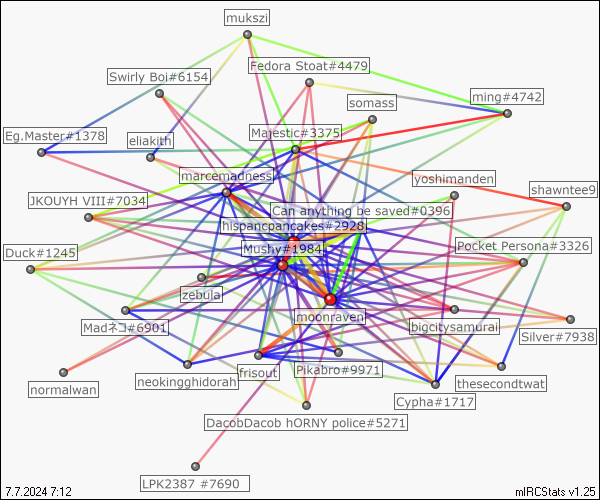 mukszi
Fedora Stoat#4479
Swirly Boi#6154
ming#4742
somass
Majestic#3375
Eg.Master#1378
eliakith
marcemadness
yoshimanden
shawntee9
JKOUYH VIII#7034
Can anything be saved#0396
hispancpancakes#2928
Mushy#1984
Pocket Persona#3326
Duck#1245
zebula
moonraven
Madネコ#6901
bigcitysamurai
Silver#7938
Pikabro#9971
frisout
neokingghidorah
thesecondtwat
normalwan
Cypha#1717
DacobDacob hORNY police#5271
LPK2387 #7690
7.7.2024 7:12
mIRCStats v1.25